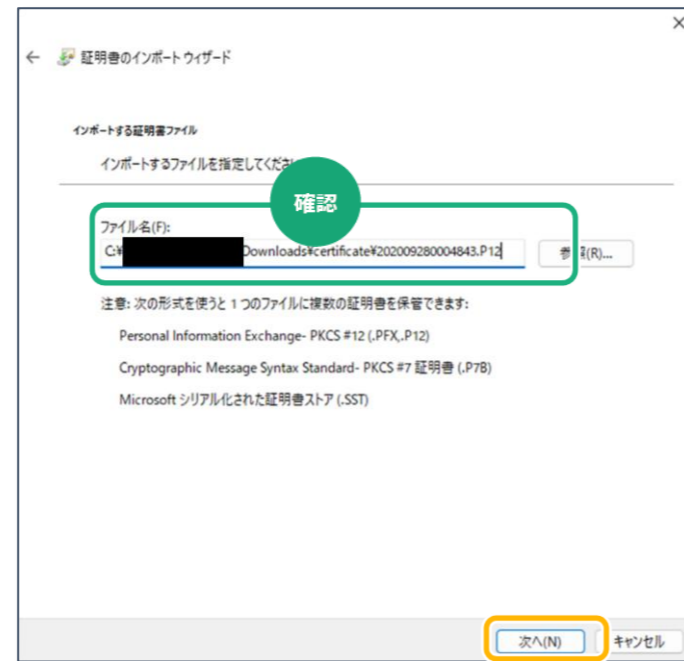 証明書のインポート ウィザード
インポートする証明書ファイル
インポートするファイルを指定してくださ
確認
ファイル名(F):
C:¥ Downloads¥certificate¥202009280004843.P12
参 (R)...
注意: 次の形式を使うと 1 つのファイルに複数の証明書を保管できます:
Personal Information Exchange- PKCS #12 (.PFX,.P12)
Cryptographic Message Syntax Standard- PKCS #7 証明書 (.P7B)
Microsoft シリアル化された証明書ストア (.SST)
次へ(N)
キャンセル